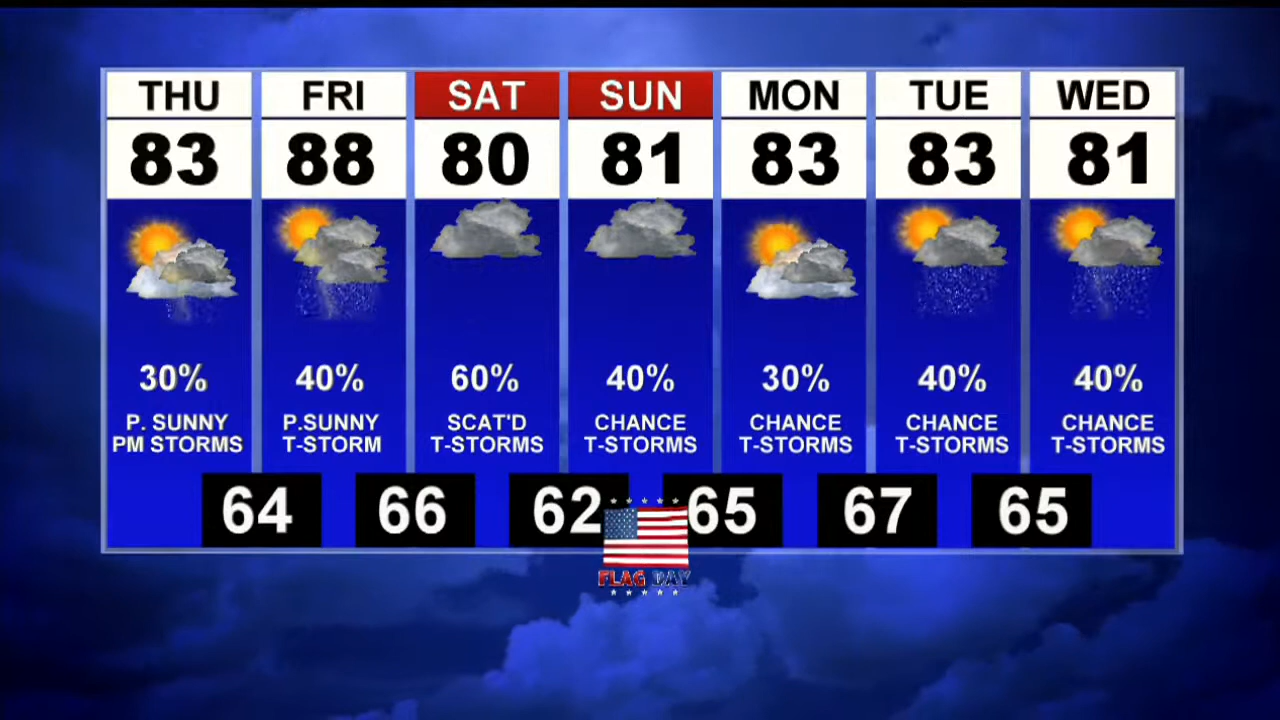 THU FRI SAT SUN MON TUE WED
83 88 80 81 83 83 81
30% 40% 60% 40% 30% 40% 40%
P. SUNNY P.SUNNY SCAT'D CHANCE CHANCE CHANCE CHANCE
PM STORMS T-STORM T-STORMS T-STORMS T-STORMS T-STORMS T-STORMS
64 66 62 65 67 65
FLAG DAY